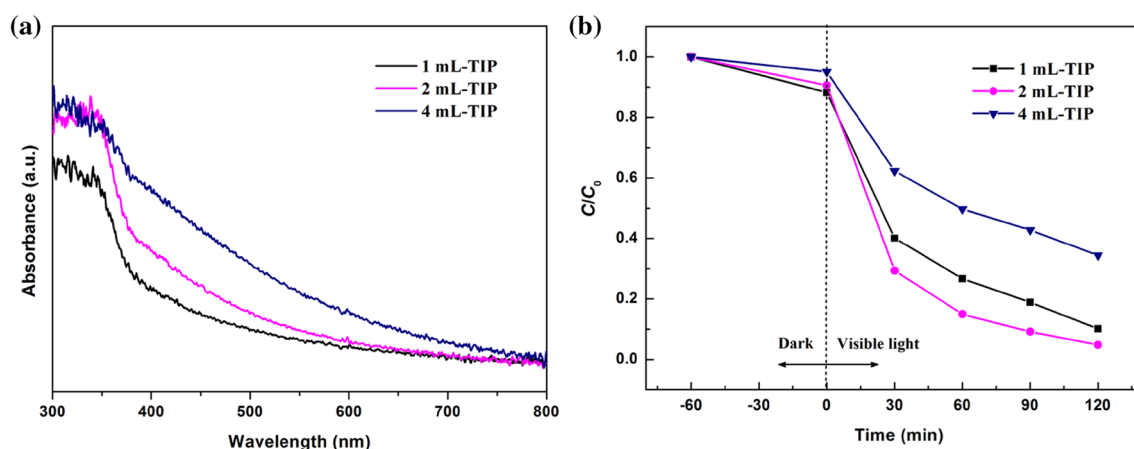 (a)
1 mL-TIP
2 mL-TIP
4 mL-TIP
Absorbance (a.u.)
300 400 500 600 700 800
Wavelength (nm)
(b)
1.0
0.8
0.6
0.4
0.2
0.0
C/C0
1 mL-TIP
2 mL-TIP
4 mL-TIP
Dark Visible light
-60 -30 0 30 60 90 120
Time (min)